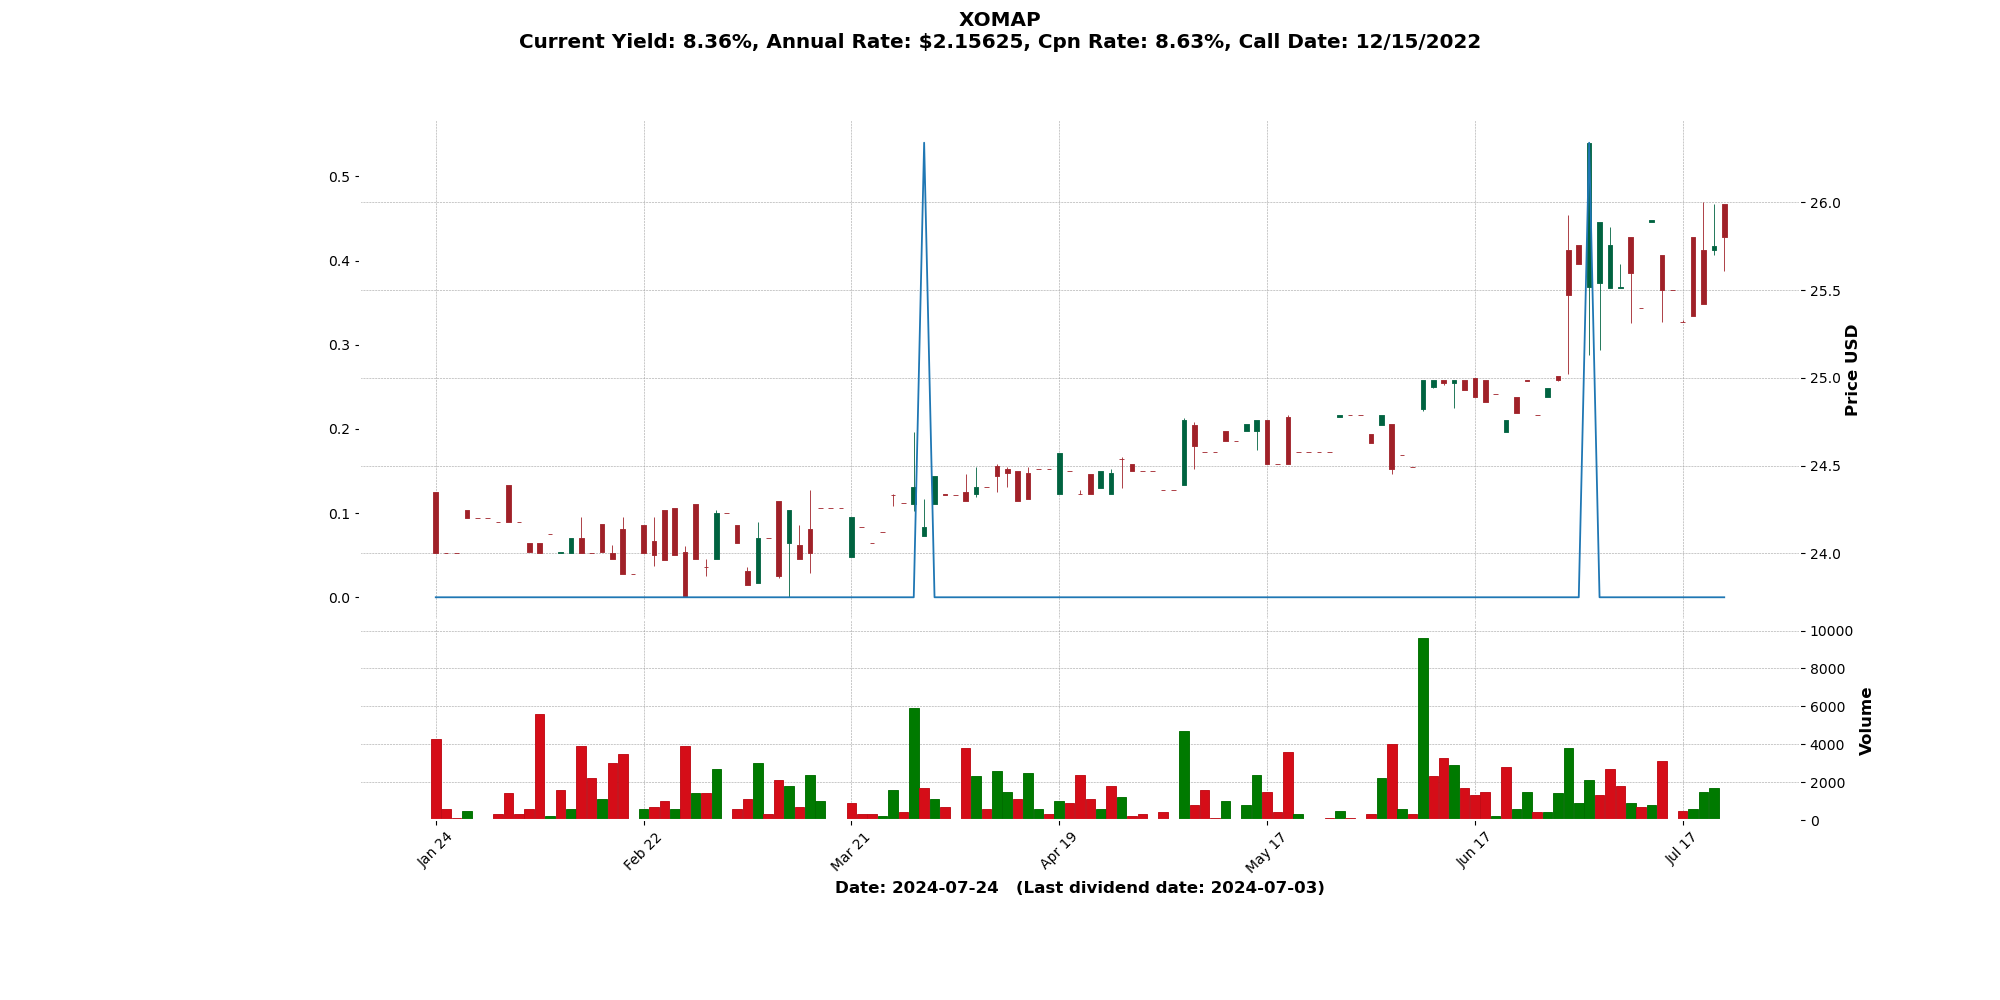 XOMAP
Current Yield: 8.36%, Annual Rate: $2.15625, Cpn Rate: 8.63%, Call Date: 12/15/2022
0.5
0.4
0.3
0.2
0.1
0.0
26.0
25.5
25.0
24.5
24.0
Price USD
10000
8000
6000
4000
2000
0
Volume
Jan 24
Feb 22
Mar 21
Apr 19
May 17
Jun 17
Jul 17
Date: 2024-07-24 (Last dividend date: 2024-07-03)